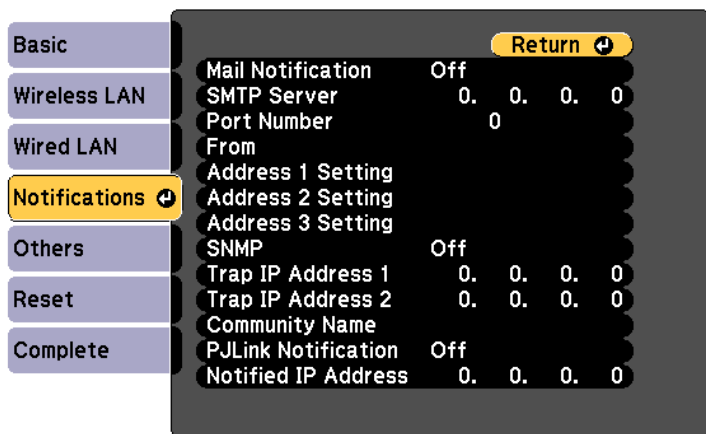 Basic
Wireless LAN
Wired LAN
Notifications
Others
Reset
Complete
Return
Mail Notification Off
SMTP Server 0. 0. 0. 0
Port Number 0
From
Address 1 Setting
Address 2 Setting
Address 3 Setting
SNMP Off
Trap IP Address 1 0. 0. 0. 0
Trap IP Address 2 0. 0. 0. 0
Community Name
PJLink Notification Off
Notified IP Address 0. 0. 0. 0